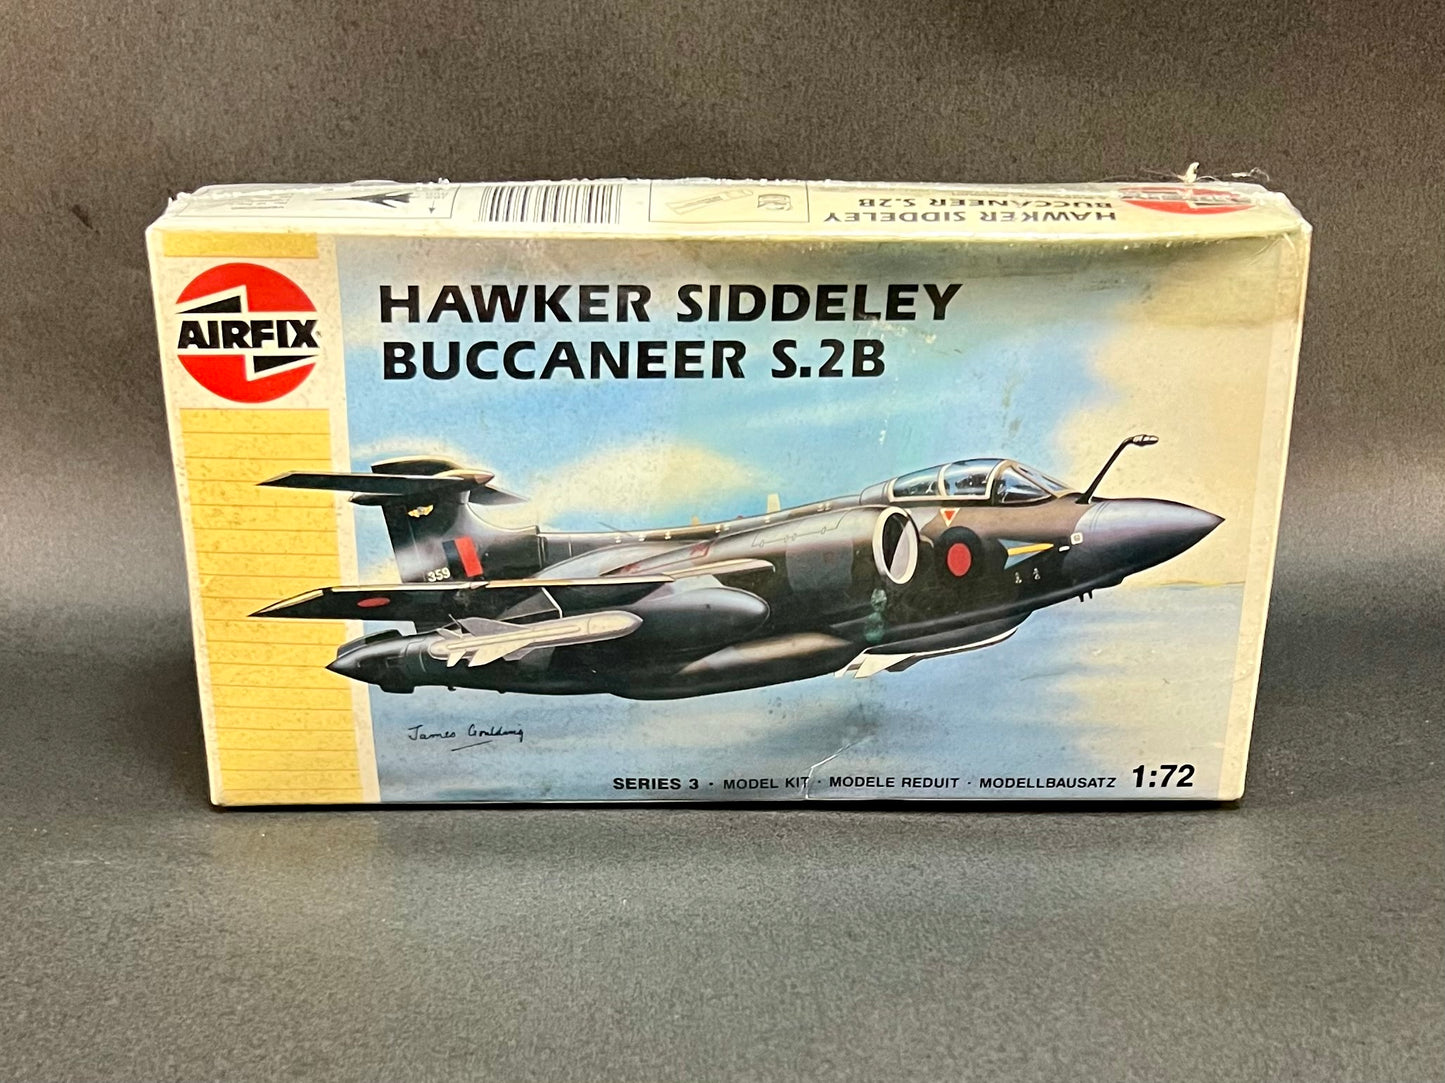 HAWKER SIDDELEY
BUCCANEER S.2B
AIRFIX
HAWKER SIDDELEY
BUCCANEER S.2B
359
James Goulding
SERIES 3 · MODEL KIT · MODELE REDUIT · MODELLBAUSATZ 1:72